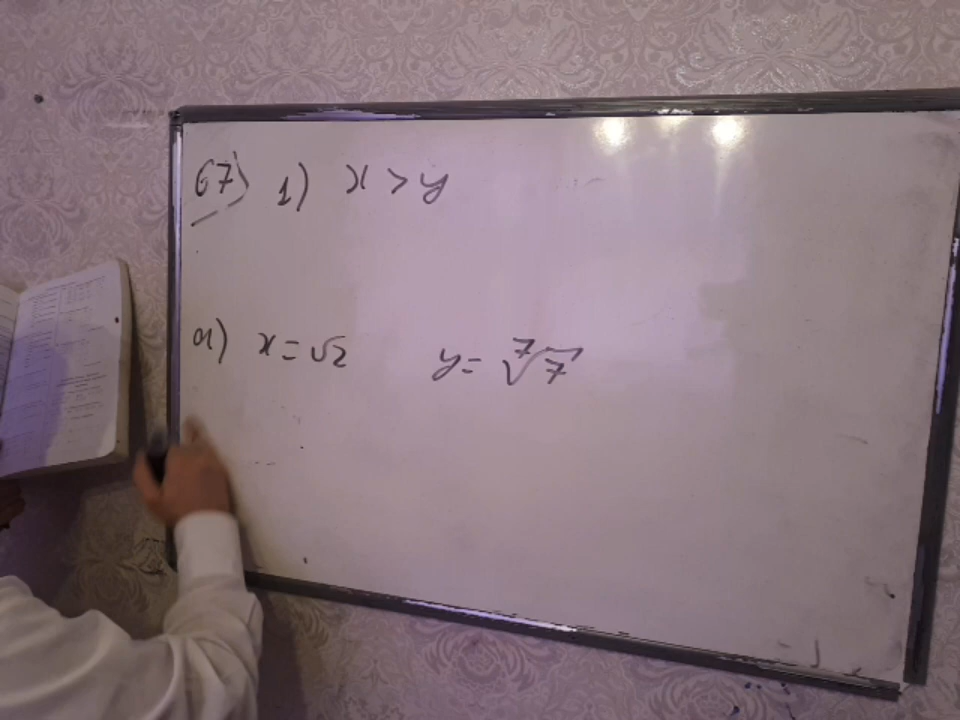 67) 1) x > y
a) x = √2 y = ⁷√7